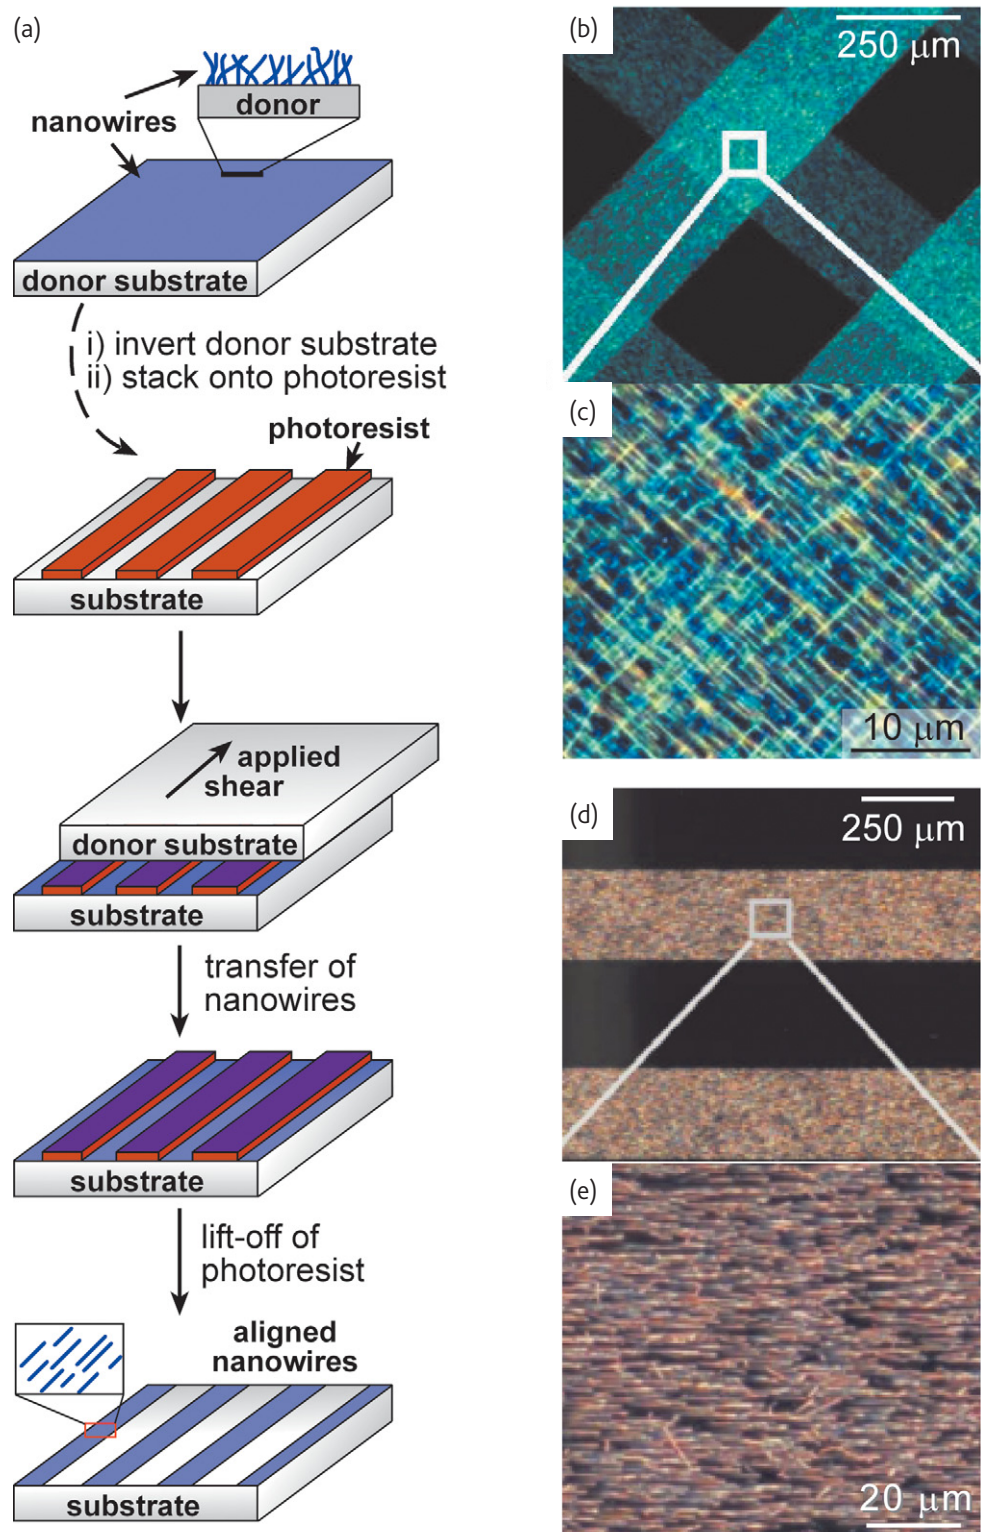 (a)
nanowires
donor
donor substrate
i) invert donor substrate
ii) stack onto photoresist
photoresist
substrate
applied
shear
donor substrate
substrate
transfer of
nanowires
substrate
lift-off of
photoresist
aligned
nanowires
substrate
(b)
250 μm
(c)
10 μm
(d)
250 μm
(e)
20 μm